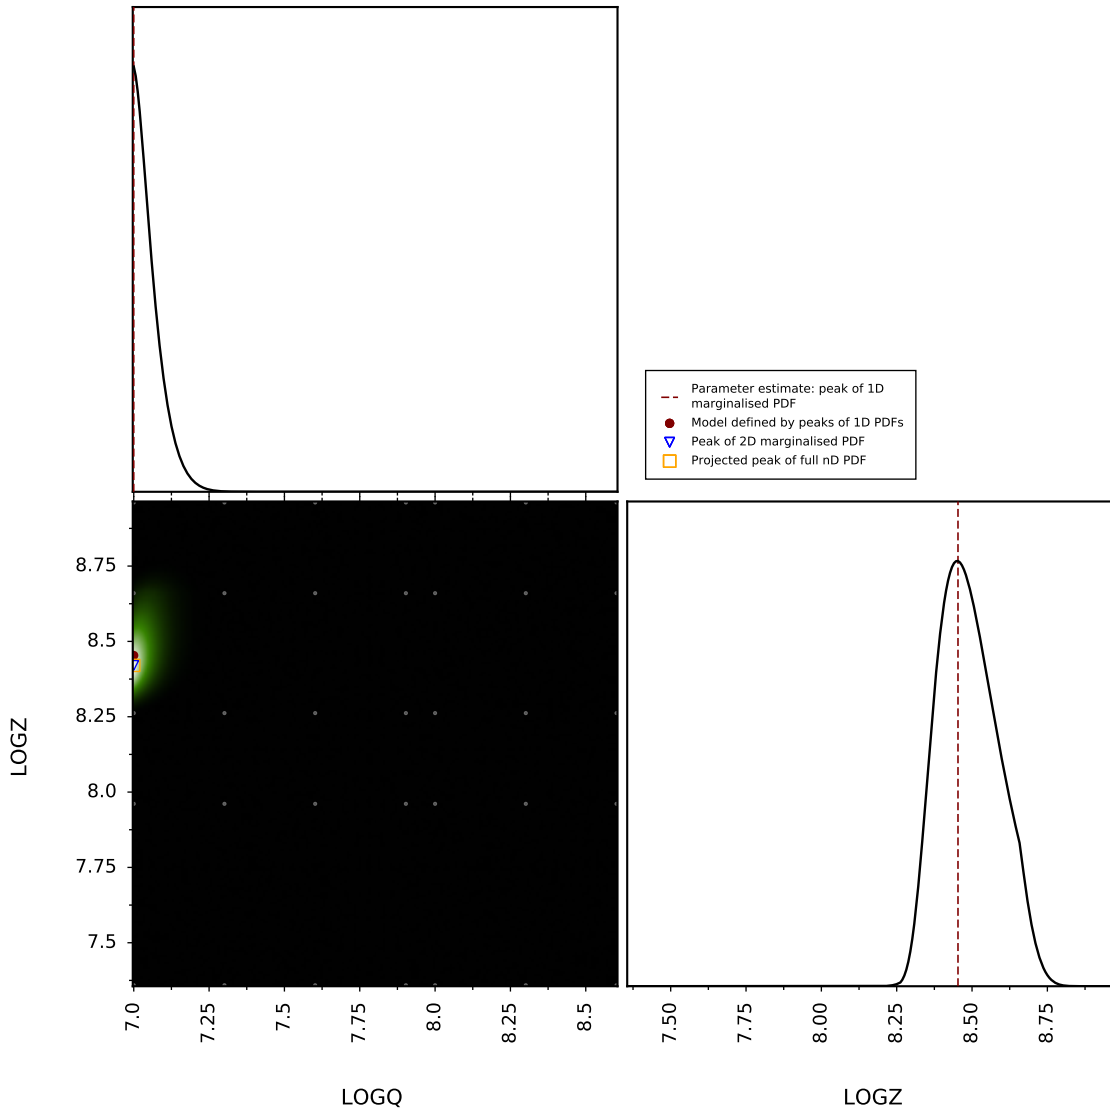 Parameter estimate: peak of 1D
marginalised PDF
Model defined by peaks of 1D PDFs
Peak of 2D marginalised PDF
Projected peak of full nD PDF
8.75
8.5
8.25
8.0
7.75
7.5
LOGZ
7.0
7.25
7.5
7.75
8.0
8.25
8.5
LOGQ
7.50
7.75
8.00
8.25
8.50
8.75
LOGZ